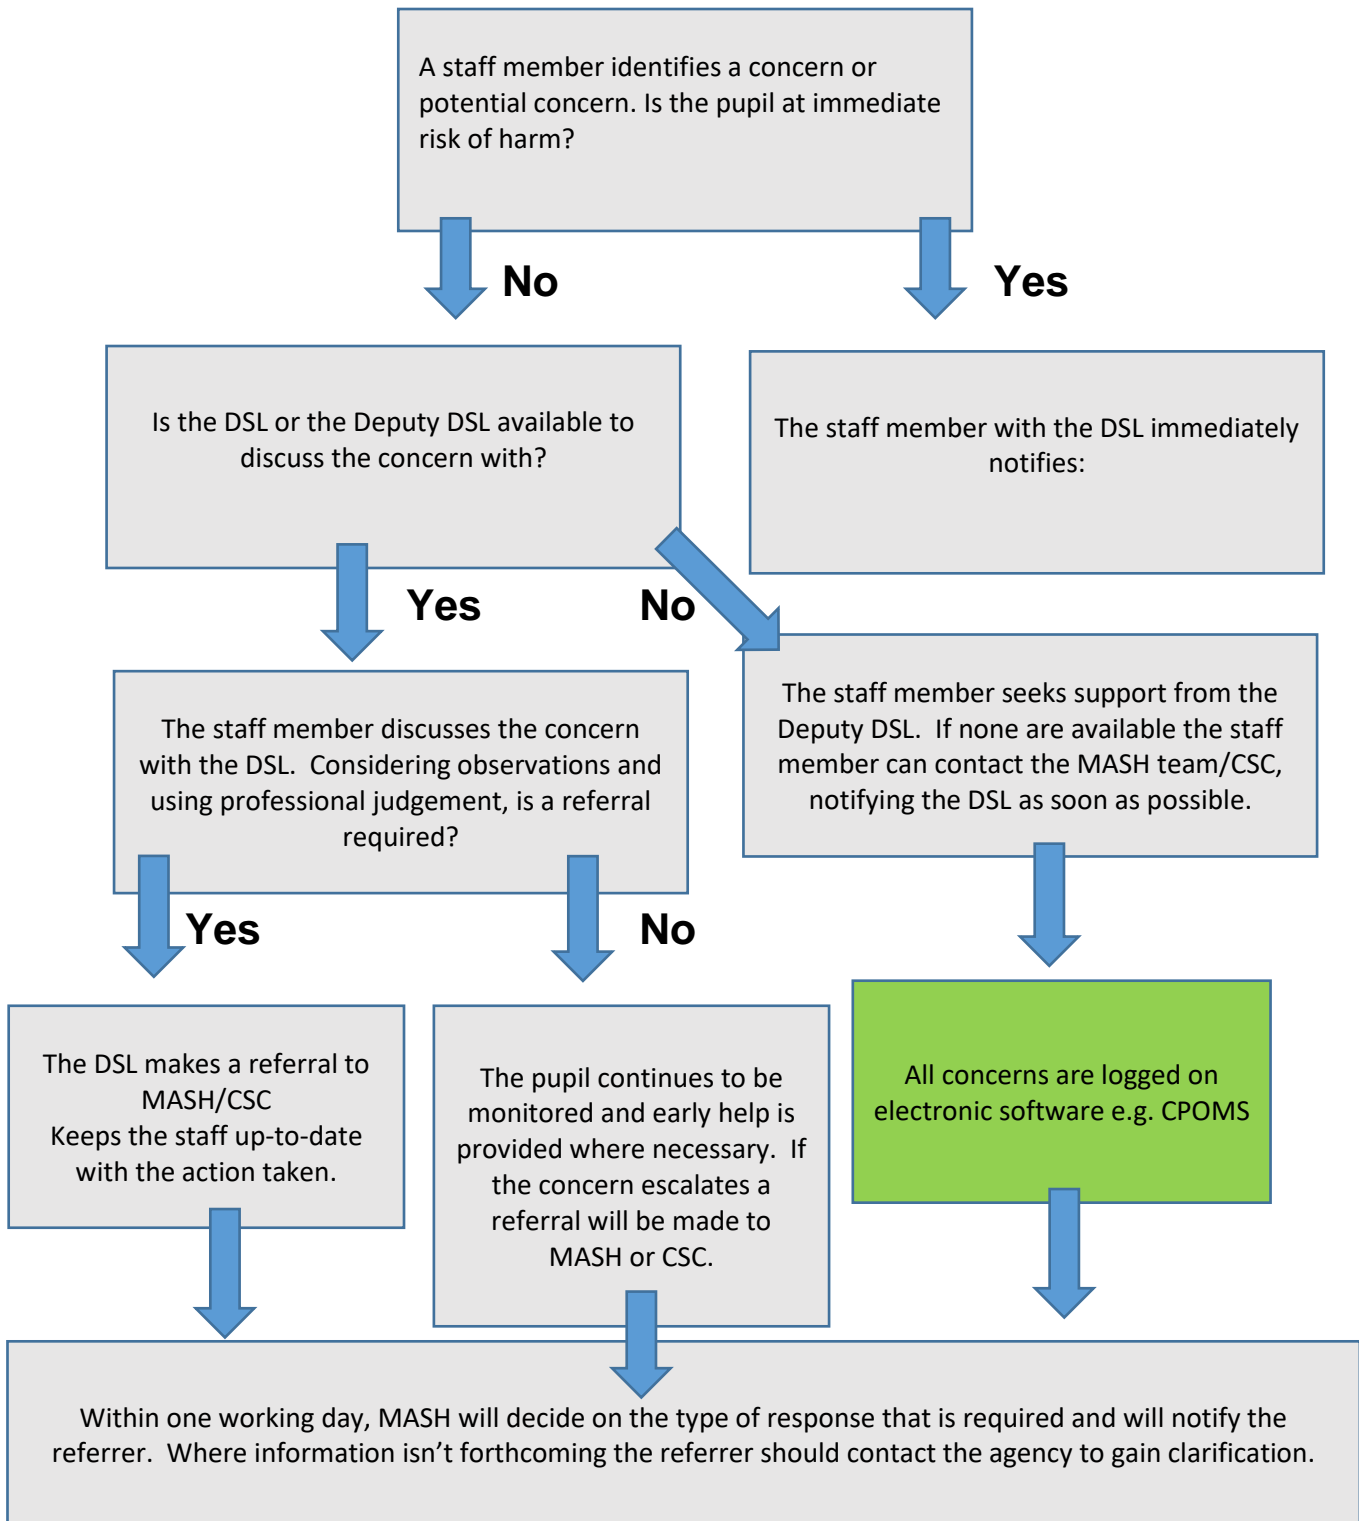 A staff member identifies a concern or
potential concern. Is the pupil at immediate
risk of harm?
No
Yes
Is the DSL or the Deputy DSL available to
discuss the concern with?
The staff member with the DSL immediately
notifies:
Yes
No
The staff member discusses the concern
with the DSL.  Considering observations and
using professional judgement, is a referral
required?
The staff member seeks support from the
Deputy DSL.  If none are available the staff
member can contact the MASH team/CSC,
notifying the DSL as soon as possible.
Yes
No
The DSL makes a referral to
MASH/CSC
Keeps the staff up-to-date
with the action taken.
The pupil continues to be
monitored and early help is
provided where necessary.  If
the concern escalates a
referral will be made to
MASH or CSC.
All concerns are logged on
electronic software e.g. CPOMS
Within one working day, MASH will decide on the type of response that is required and will notify the
referrer.  Where information isn’t forthcoming the referrer should contact the agency to gain clarification.